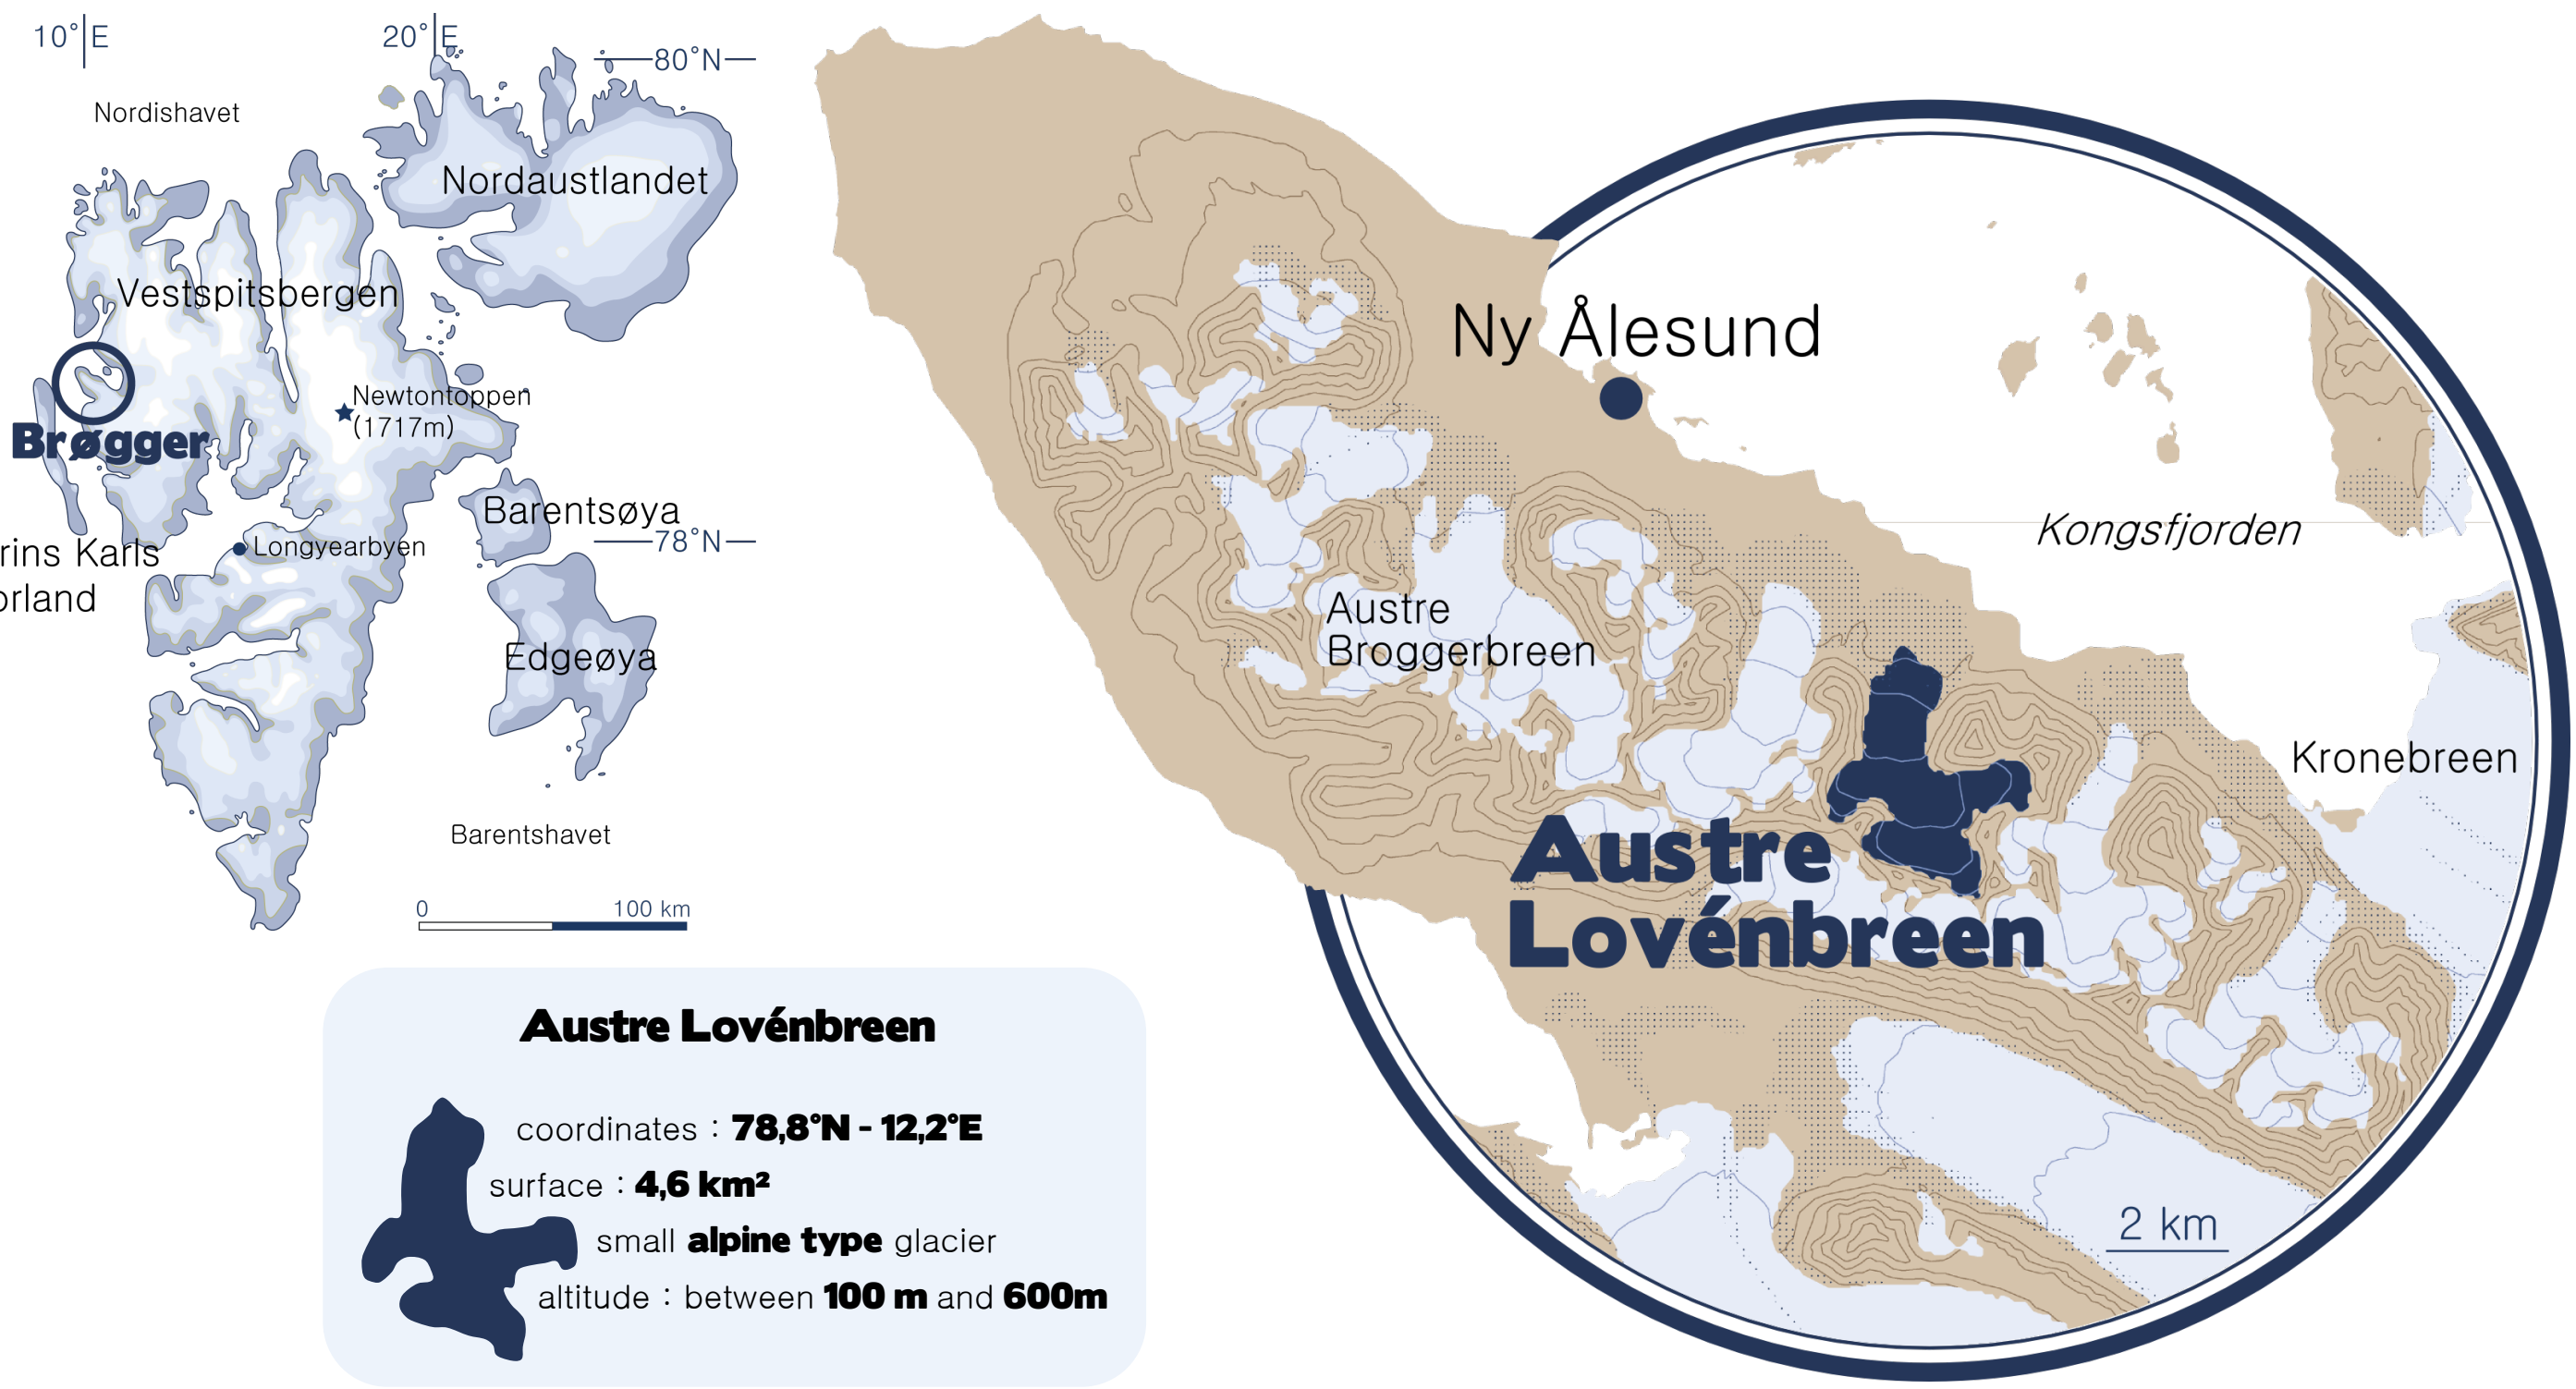 10°E
20°E
80°N
Nordishavet
Nordaustlandet
Vestspitsbergen
Newtontoppen
(1717m)
Brøgger
Barentsøya
78°N
Longyearbyen
rins Karls
orland
Edgeøya
Barentshavet
0 100 km
Ny Ålesund
Kongsfjorden
Austre
Broggerbreen
Kronebreen
Austre
Lovénbreen
2 km
Austre Lovénbreen
coordinates : 78,8°N - 12,2°E
surface : 4,6 km²
small alpine type glacier
altitude : between 100 m and 600m